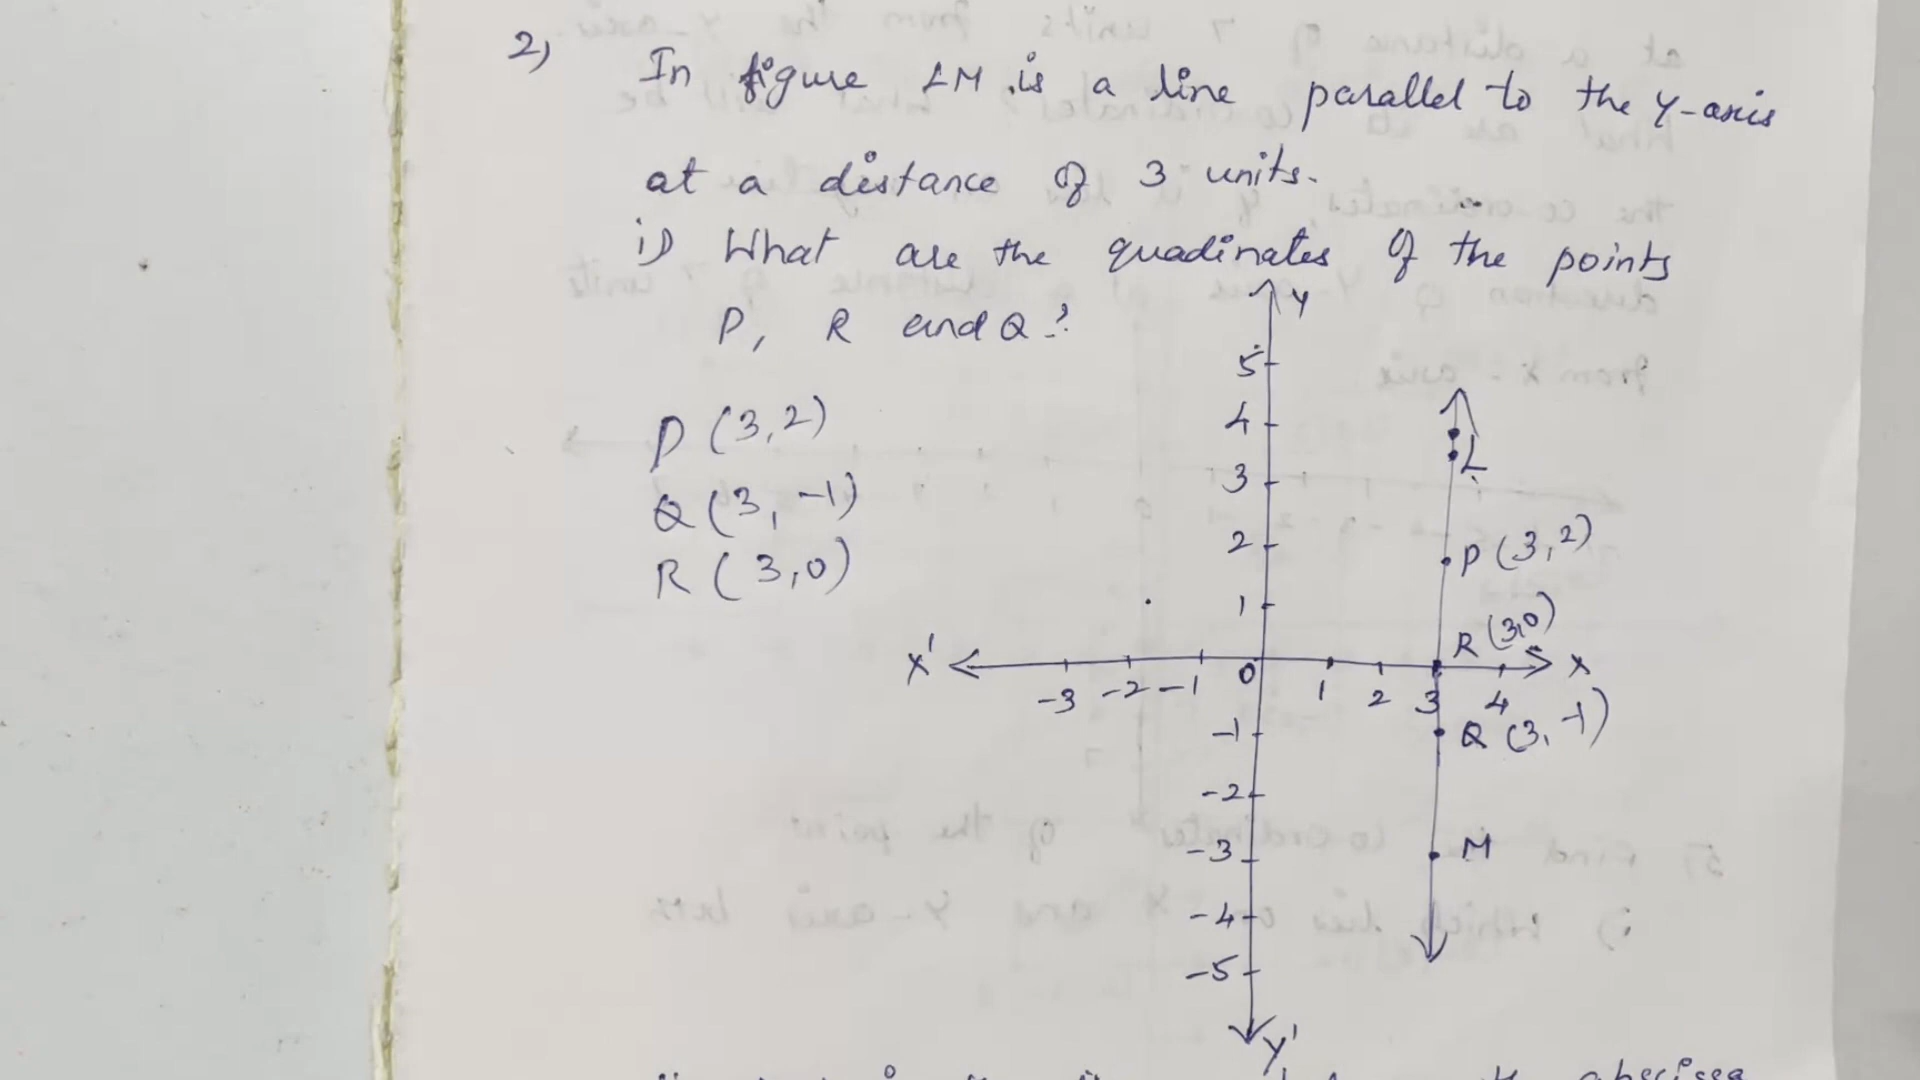 2) In figure LM is a line parallel to the Y-axis
at a distance of 3 units.
i) What are the quadinates of the points
P, R and Q?
P (3,2)
Q (3, -1)
R (3,0)
Y
5
4
3
2
1
L
P (3,2)
R (3,0)
X' -3 -2 -1 0 1 2 3 4 X
Q (3, -1)
-1
-2
-3
M
-4
-5
Y'
abscissa